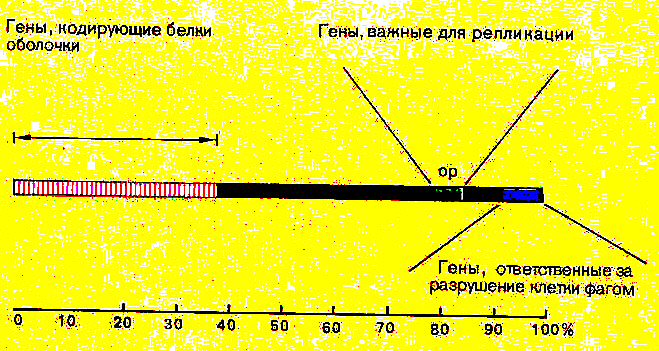 Гены, кодирующие белки
оболочки
Гены, важные для репликации
ор
Гены, ответственные за
разрушение клетки фагом
0 10 20 30 40 50 60 70 80 90 100%